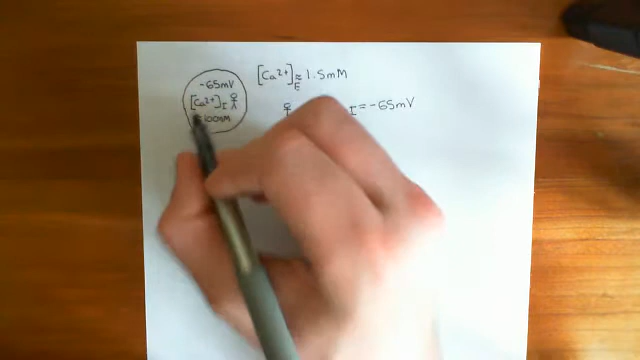 -65mV
[Ca²⁺]I
100nM
[Ca²⁺]E ≈ 1.5mM
I = -65mV